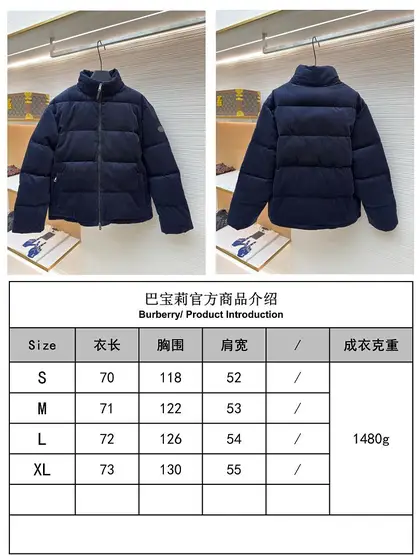 巴宝莉官方商品介绍
Burberry/ Product Introduction
Size 衣长 胸围 肩宽 / 成衣克重
S 70 118 52 /
M 71 122 53 /
L 72 126 54 / 1480g
XL 73 130 55 /